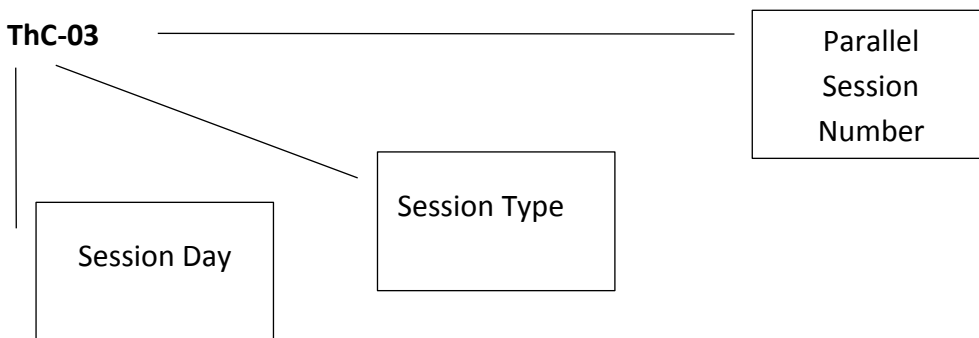 ThC-03
Parallel
Session
Number
Session Type
Session Day